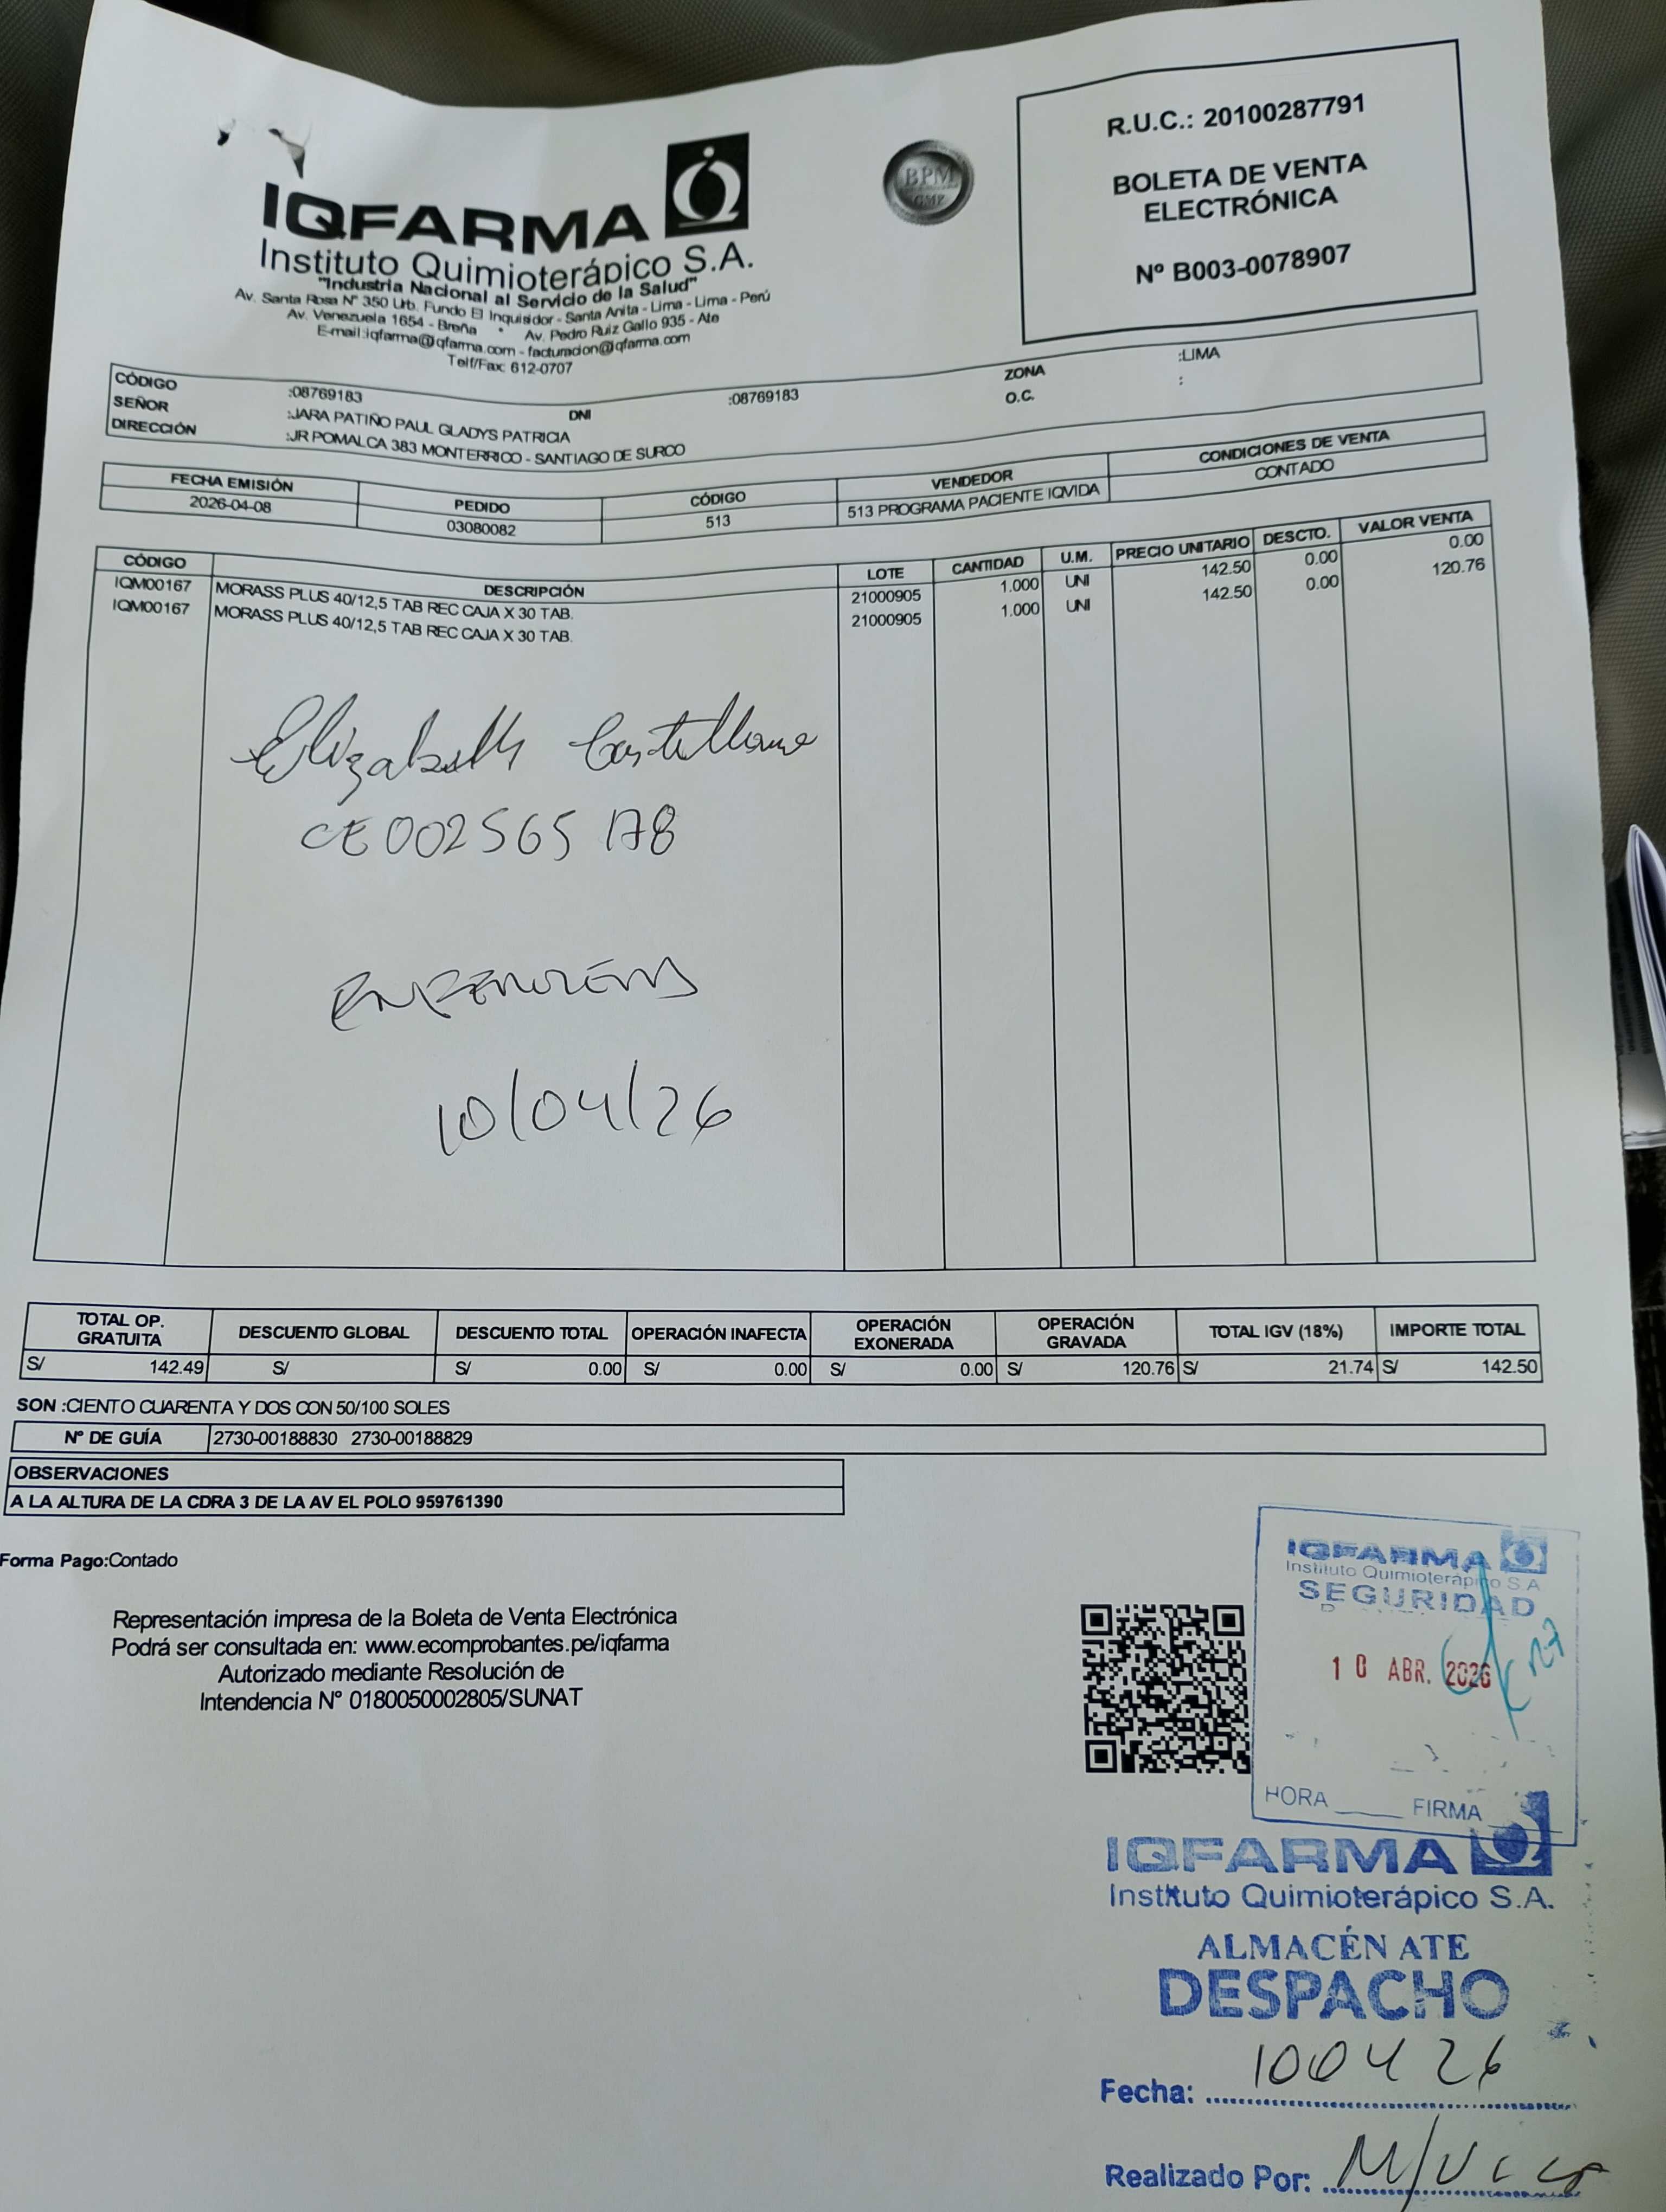 IQFARMA
Instituto Quimioterápico S.A.
"Industria Nacional al Servicio de la Salud"
Av. Santa Rosa Nº 350 Urb. Fundo El Inquisidor - Santa Anita - Lima - Lima - Perú
Av. Venezuela 1654 - Breña * Av. Pedro Ruiz Gallo 935 - Ate
E-mail:iqfarma@iqfarma.com - facturacion@iqfarma.com
Telf/Fax: 612-0707
BPM
GMP
R.U.C.: 20100287791
BOLETA DE VENTA
ELECTRÓNICA
Nº B003-0078907
CÓDIGO :08769183 DNI :08769183 ZONA :LIMA
SEÑOR :JARA PATIÑO PAUL GLADYS PATRICIA O.C. :
DIRECCIÓN :JR POMALCA 383 MONTERRICO - SANTIAGO DE SURCO
FECHA EMISIÓN PEDIDO CÓDIGO VENDEDOR CONDICIONES DE VENTA
2026-04-08 03080082 513 513 PROGRAMA PACIENTE IQVIDA CONTADO
CÓDIGO DESCRIPCIÓN LOTE CANTIDAD U.M. PRECIO UNITARIO DESCTO. VALOR VENTA
IQM00167 MORASS PLUS 40/12,5 TAB REC CAJA X 30 TAB. 21000905 1.000 UNI 142.50 0.00 0.00
IQM00167 MORASS PLUS 40/12,5 TAB REC CAJA X 30 TAB. 21000905 1.000 UNI 142.50 0.00 120.76
Elizabeth Castellano
CE 002565178
10/04/26
TOTAL OP. GRATUITA DESCUENTO GLOBAL DESCUENTO TOTAL OPERACIÓN INAFECTA OPERACIÓN EXONERADA OPERACIÓN GRAVADA TOTAL IGV (18%) IMPORTE TOTAL
S/ 142.49 S/ S/ 0.00 S/ 0.00 S/ 0.00 S/ 120.76 S/ 21.74 S/ 142.50
SON :CIENTO CUARENTA Y DOS CON 50/100 SOLES
Nº DE GUÍA 2730-00188830 2730-00188829
OBSERVACIONES
A LA ALTURA DE LA CDRA 3 DE LA AV EL POLO 959761390
Forma Pago:Contado
Representación impresa de la Boleta de Venta Electrónica
Podrá ser consultada en: www.ecomprobantes.pe/iqfarma
Autorizado mediante Resolución de
Intendencia Nº 0180050002805/SUNAT
IQFARMA
Instituto Quimioterápico S.A
SEGURIDAD
10 ABR. 2026
HORA FIRMA
IQFARMA
Instituto Quimioterápico S.A.
ALMACÉN ATE
DESPACHO
Fecha: 100426
Realizado Por: